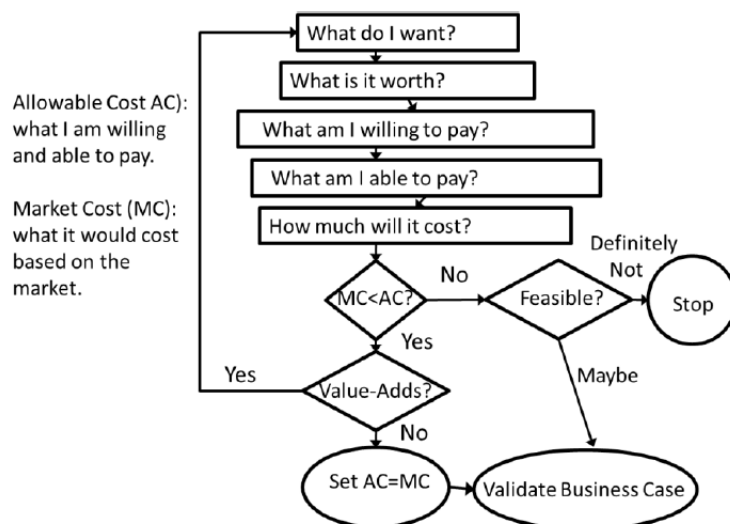 What do I want?
What is it worth?
Allowable Cost AC):
what I am willing
and able to pay.
What am I willing to pay?
What am I able to pay?
Market Cost (MC):
what it would cost
based on the
market.
How much will it cost?
MC<AC?
No
Feasible?
Definitely
Not
Stop
Yes
Maybe
Value-Adds?
Yes
No
Set AC=MC
Validate Business Case